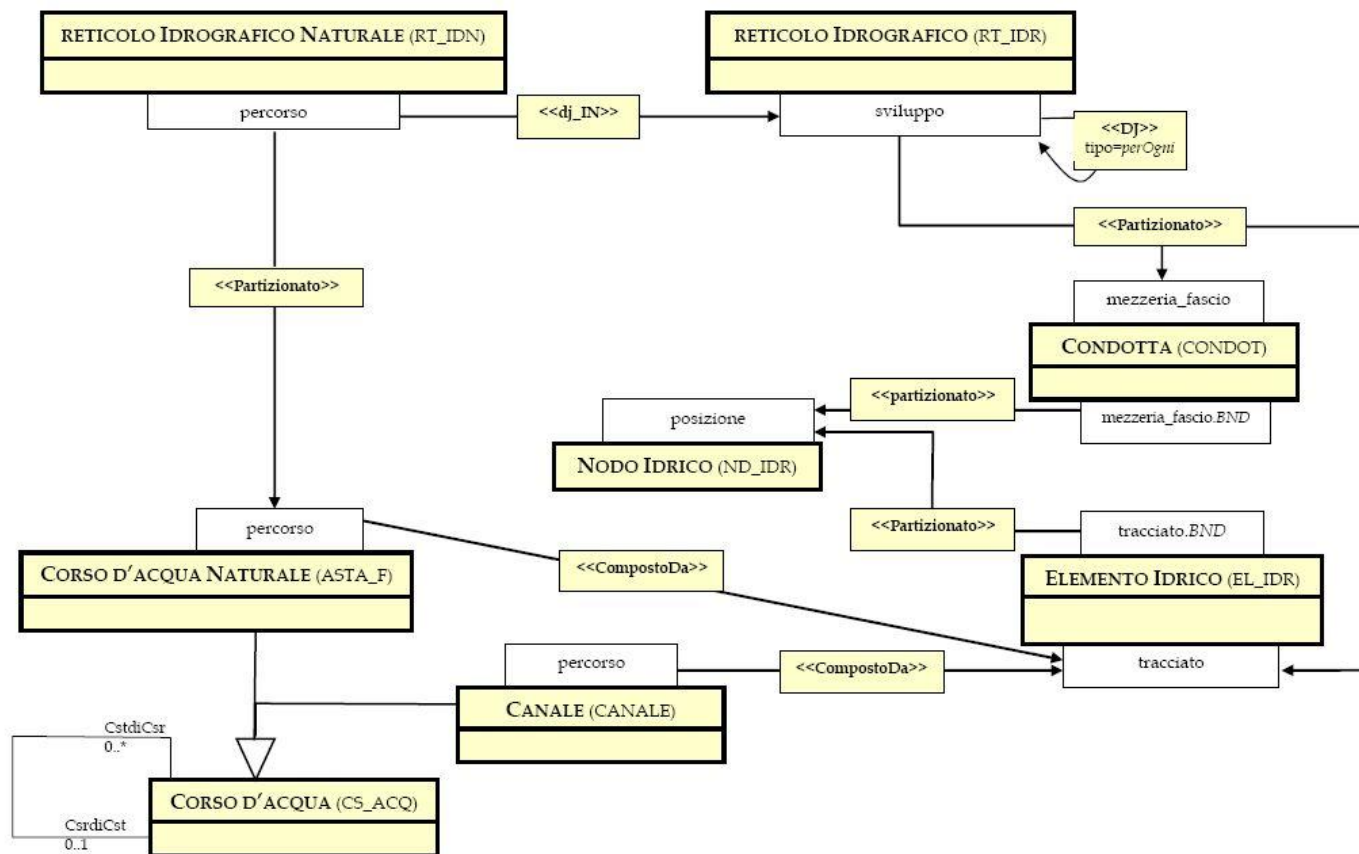 RETICOLO IDROGRAFICO NATURALE (RT_IDN)
RETICOLO IDROGRAFICO (RT_IDR)
percorso
<<dj_IN>>
sviluppo
<<DJ>>
tipo=perOgni
<<Partizionato>>
<<Partizionato>>
mezzeria_fascio
CONDOTTA (CONDOT)
<<partizionato>>
mezzeria_fascio.BND
posizione
NODO IDRICO (ND_IDR)
<<Partizionato>>
tracciato.BND
percorso
CORSO D'ACQUA NATURALE (ASTA_F)
<<CompostoDa>>
ELEMENTO IDRICO (EL_IDR)
percorso
<<CompostoDa>>
tracciato
CANALE (CANALE)
CstdiCsr
0..*
CORSO D'ACQUA (CS_ACQ)
CsrdiCst
0..1